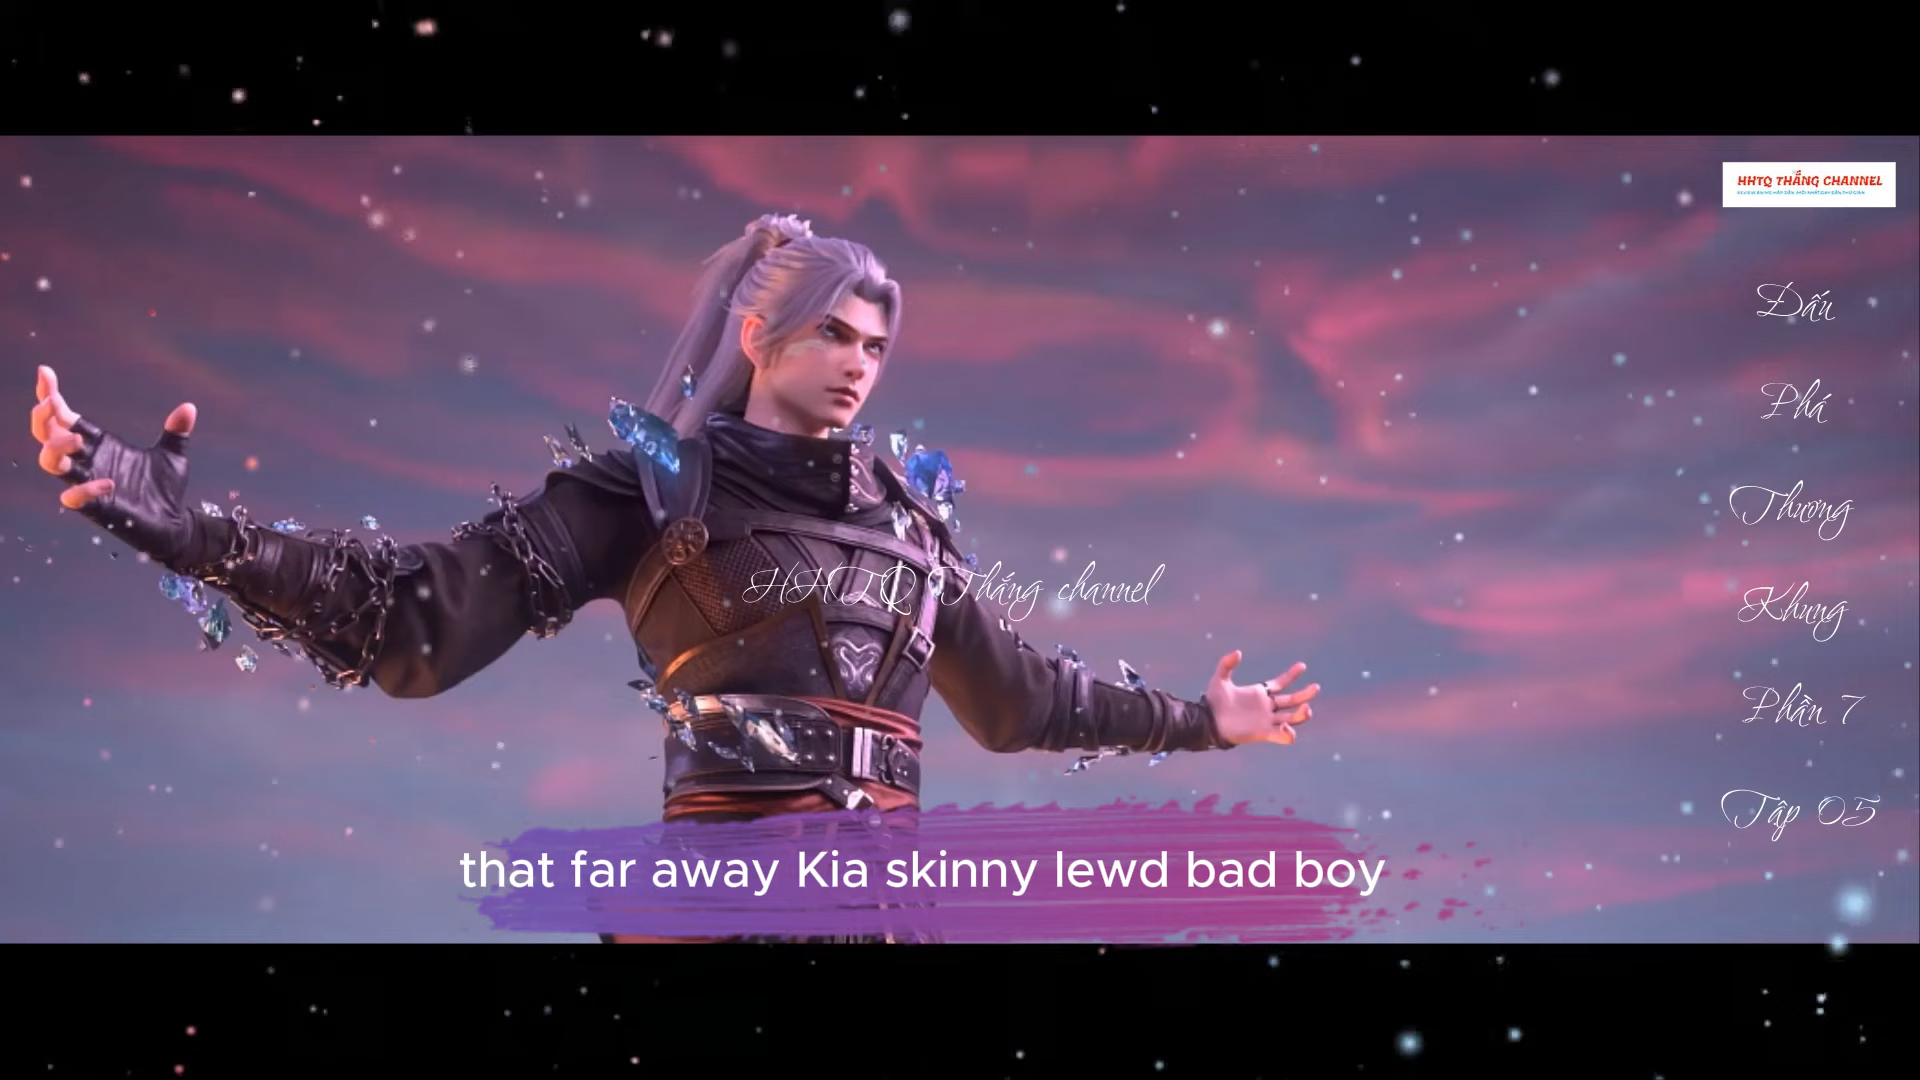 HHTQ THẮNG CHANNEL
Đấu
Phá
Thương
Khung
Phần 7
Tập 05
HHTQ Thắng channel
that far away Kia skinny lewd bad boy